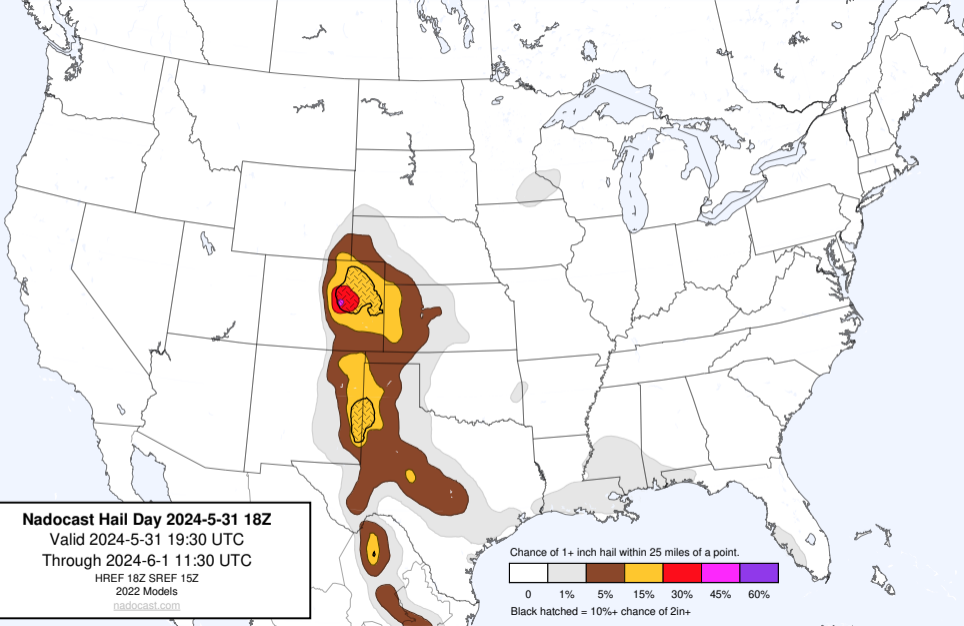 Nadocast Hail Day 2024-5-31 18Z
Valid 2024-5-31 19:30 UTC
Through 2024-6-1 11:30 UTC
HREF 18Z SREF 15Z
2022 Models
nadocast.com
Chance of 1+ inch hail within 25 miles of a point.
0 1% 5% 15% 30% 45% 60%
Black hatched = 10%+ chance of 2in+